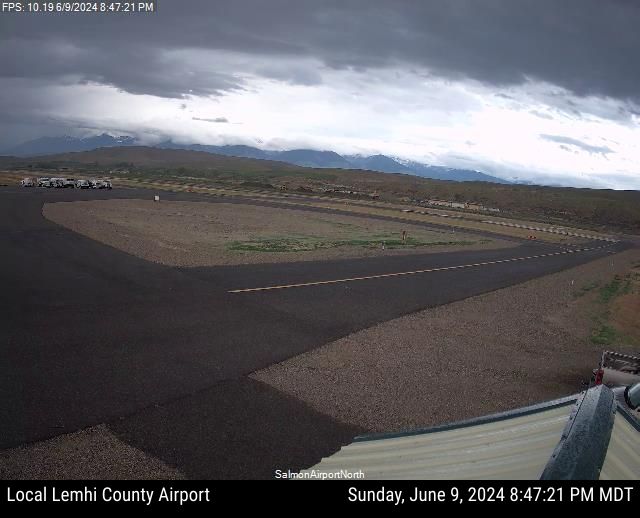 FPS: 10.19 6/9/2024 8:47:21 PM
SalmonAirportNorth
Local Lemhi County Airport
Sunday, June 9, 2024 8:47:21 PM MDT